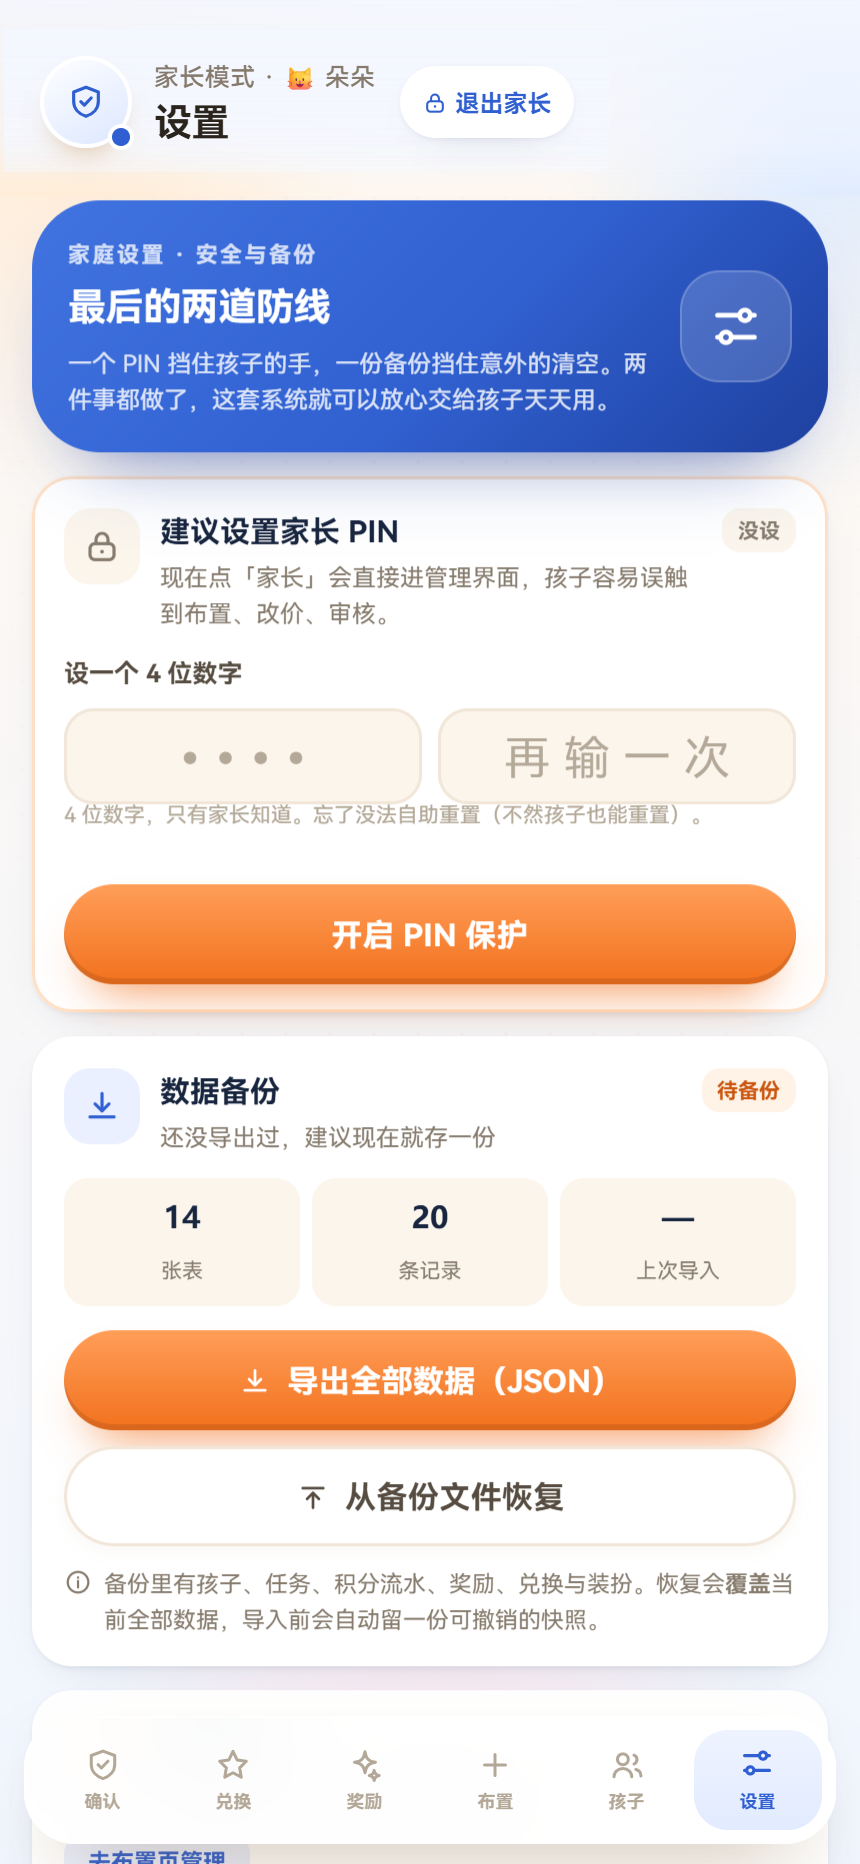 家长模式 · 😺 朵朵
设置
退出家长
家庭设置 · 安全与备份
最后的两道防线
一个 PIN 挡住孩子的手，一份备份挡住意外的清空。两
件事都做了，这套系统就可以放心交给孩子天天用。
建议设置家长 PIN
没设
现在点「家长」会直接进管理界面，孩子容易误触
到布置、改价、审核。
设一个 4 位数字
••••
再输一次
4 位数字，只有家长知道。忘了没法自助重置（不然孩子也能重置）。
开启 PIN 保护
数据备份
待备份
还没导出过，建议现在就存一份
14
张表
20
条记录
—
上次导入
导出全部数据（JSON）
从备份文件恢复
备份里有孩子、任务、积分流水、奖励、兑换与装扮。恢复会覆盖当
前全部数据，导入前会自动留一份可撤销的快照。
确认
兑换
奖励
布置
孩子
设置
去布置页管理